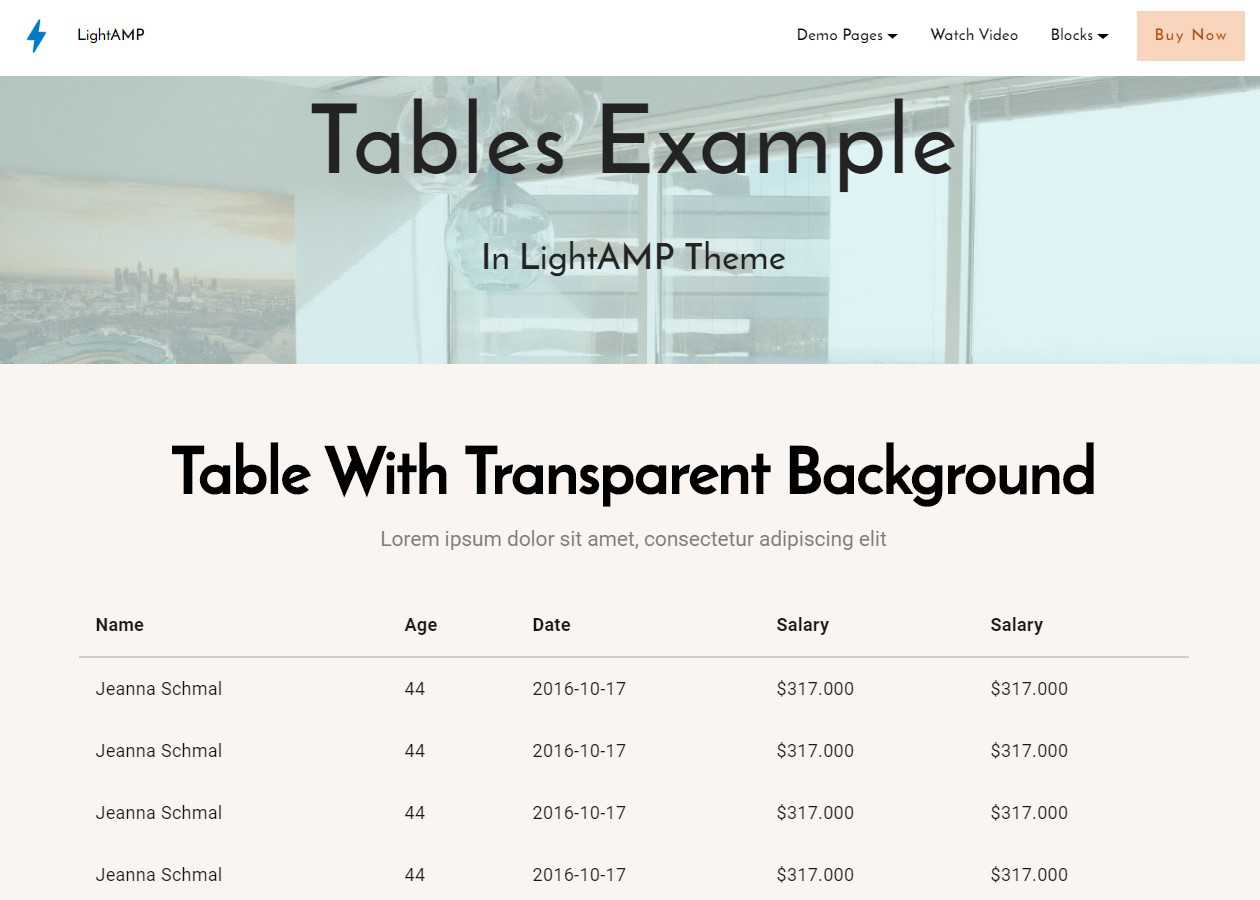 LightAMP Demo Pages Watch Video Blocks Buy Now
Tables Example
In LightAMP Theme
Table With Transparent Background
Lorem ipsum dolor sit amet, consectetur adipiscing elit
Name Age Date Salary Salary
Jeanna Schmal 44 2016-10-17 $317.000 $317.000
Jeanna Schmal 44 2016-10-17 $317.000 $317.000
Jeanna Schmal 44 2016-10-17 $317.000 $317.000
Jeanna Schmal 44 2016-10-17 $317.000 $317.000